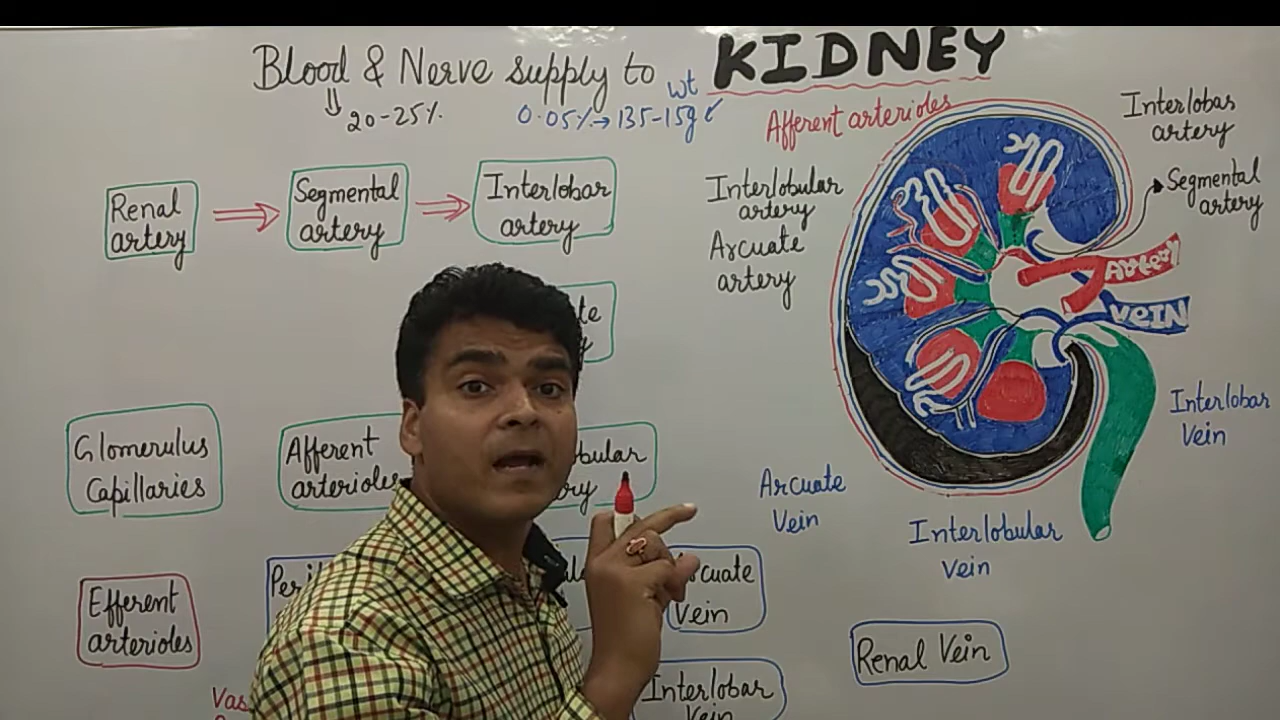 Blood & Nerve supply to KIDNEY
20-25%.
0.05% → 135-15g
wt
Afferent arterioles
Interlobar
artery
Segmental
artery
Renal
artery
Segmental
artery
Interlobar
artery
Interlobular
artery
Arcuate
artery
Artery
VEIN
Glomerulus
Capillaries
Afferent
arterioles
Interlobar
Vein
Arcuate
Vein
Interlobular
Vein
Efferent
arterioles
Vein
Renal Vein
Interlobar
Vein